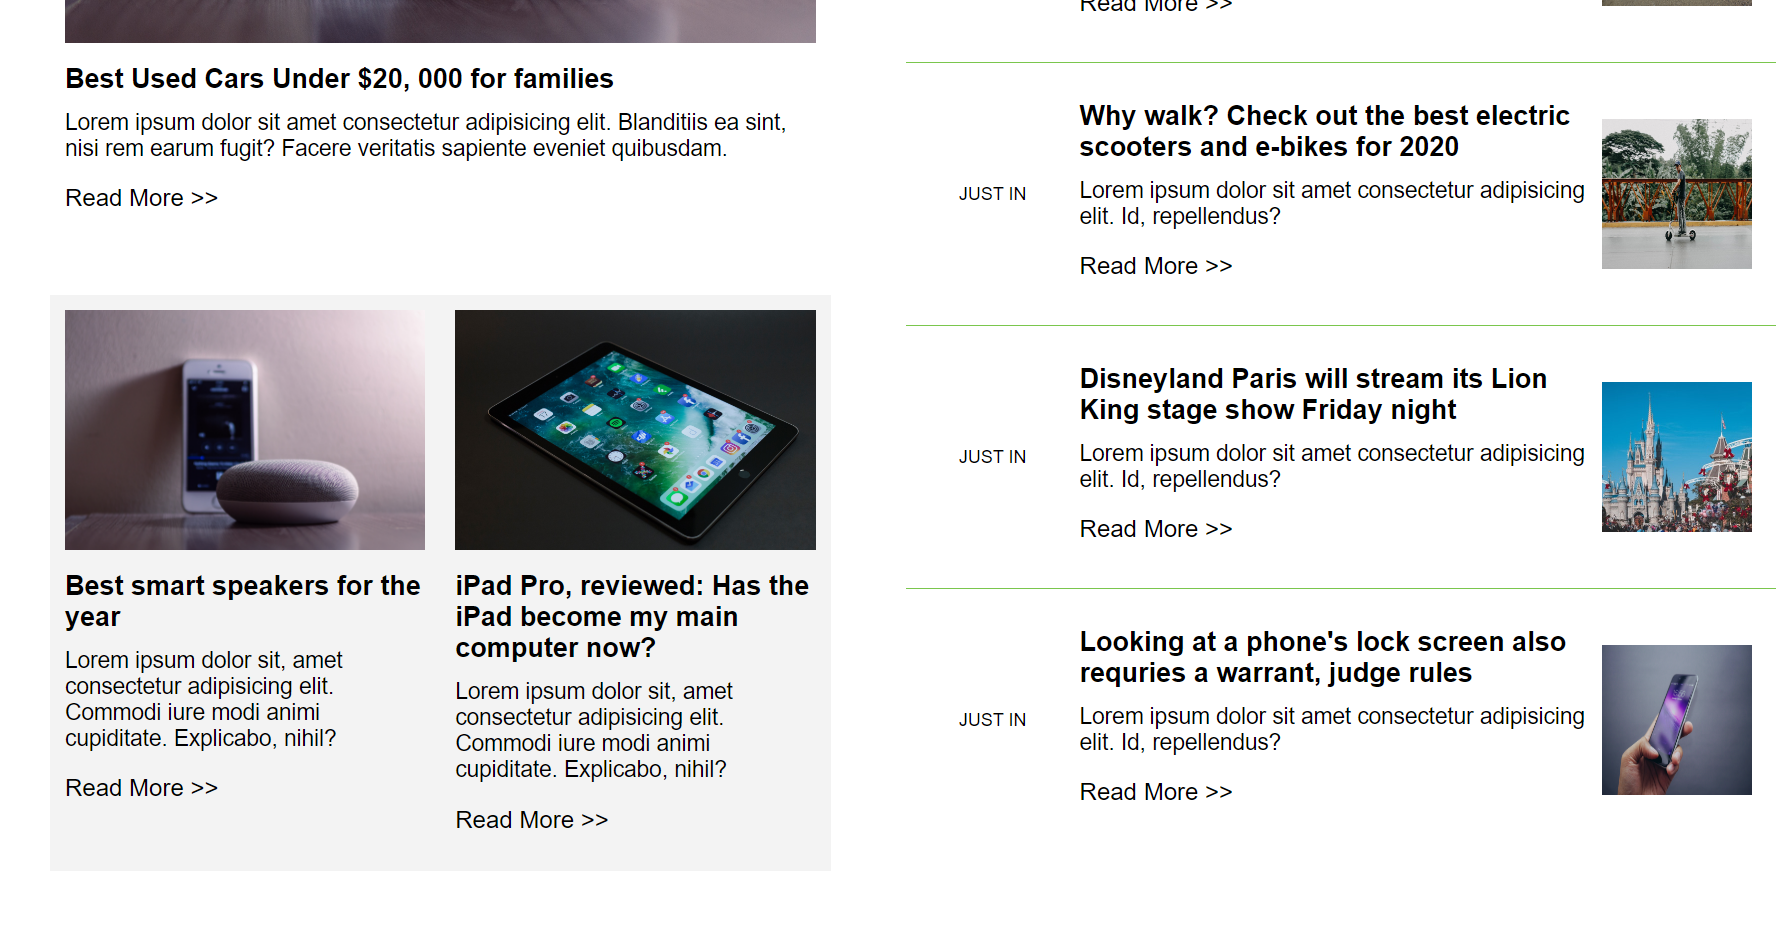 Best Used Cars Under $20, 000 for families
Lorem ipsum dolor sit amet consectetur adipisicing elit. Blanditiis ea sint,
nisi rem earum fugit? Facere veritatis sapiente eveniet quibusdam.
Read More >>
Best smart speakers for the
year
Lorem ipsum dolor sit, amet
consectetur adipisicing elit.
Commodi iure modi animi
cupiditate. Explicabo, nihil?
Read More >>
iPad Pro, reviewed: Has the
iPad become my main
computer now?
Lorem ipsum dolor sit, amet
consectetur adipisicing elit.
Commodi iure modi animi
cupiditate. Explicabo, nihil?
Read More >>
Read More >>
JUST IN
Why walk? Check out the best electric
scooters and e-bikes for 2020
Lorem ipsum dolor sit amet consectetur adipisicing
elit. Id, repellendus?
Read More >>
JUST IN
Disneyland Paris will stream its Lion
King stage show Friday night
Lorem ipsum dolor sit amet consectetur adipisicing
elit. Id, repellendus?
Read More >>
JUST IN
Looking at a phone's lock screen also
requries a warrant, judge rules
Lorem ipsum dolor sit amet consectetur adipisicing
elit. Id, repellendus?
Read More >>